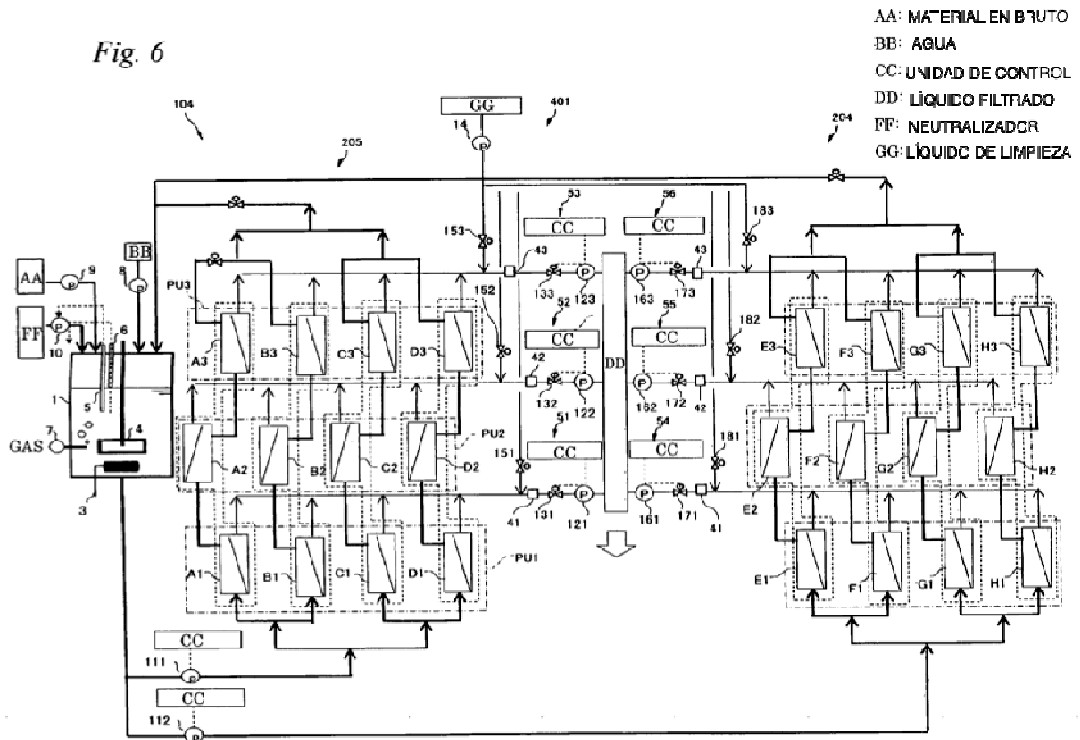 Fig. 6
AA: MATERIAL EN BRUTO
BB: AGUA
CC: UNIDAD DE CONTROL
DD: LÍQUIDO FILTRADO
FF: NEUTRALIZADOR
GG: LÍQUIDO DE LIMPIEZA
104
GG
401
204
14
205
53
56
CC
CC
153
183
43
43
BB
AA
9
8
133
123
163
173
PU3
152
52
55
FF
P
6
CC
CC
182
10
A3
B3
C3
D3
DD
E3
F3
G3
H3
42
132
122
162
172
42
1
5
4
51
54
PU2
GAS
7
A2
B2
C2
D2
151
CC
CC
181
F2
G2
H2
3
E2
41
131
121
161
171
41
PU1
A1
B1
C1
D1
E1
F1
G1
H1
CC
111
CC
112